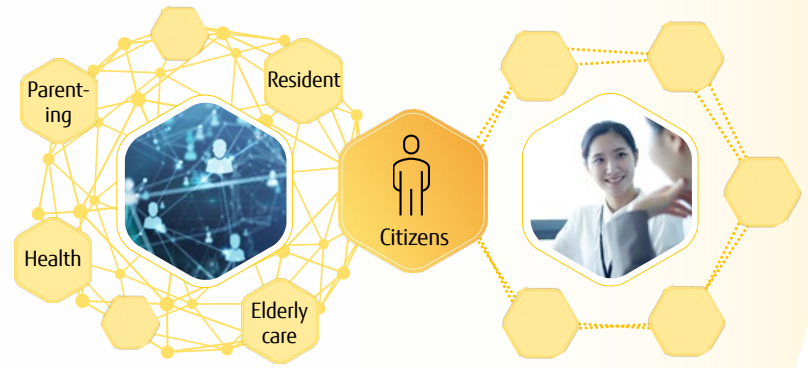 Resident
Parent-
ing
Citizens
Health
Elderly
care